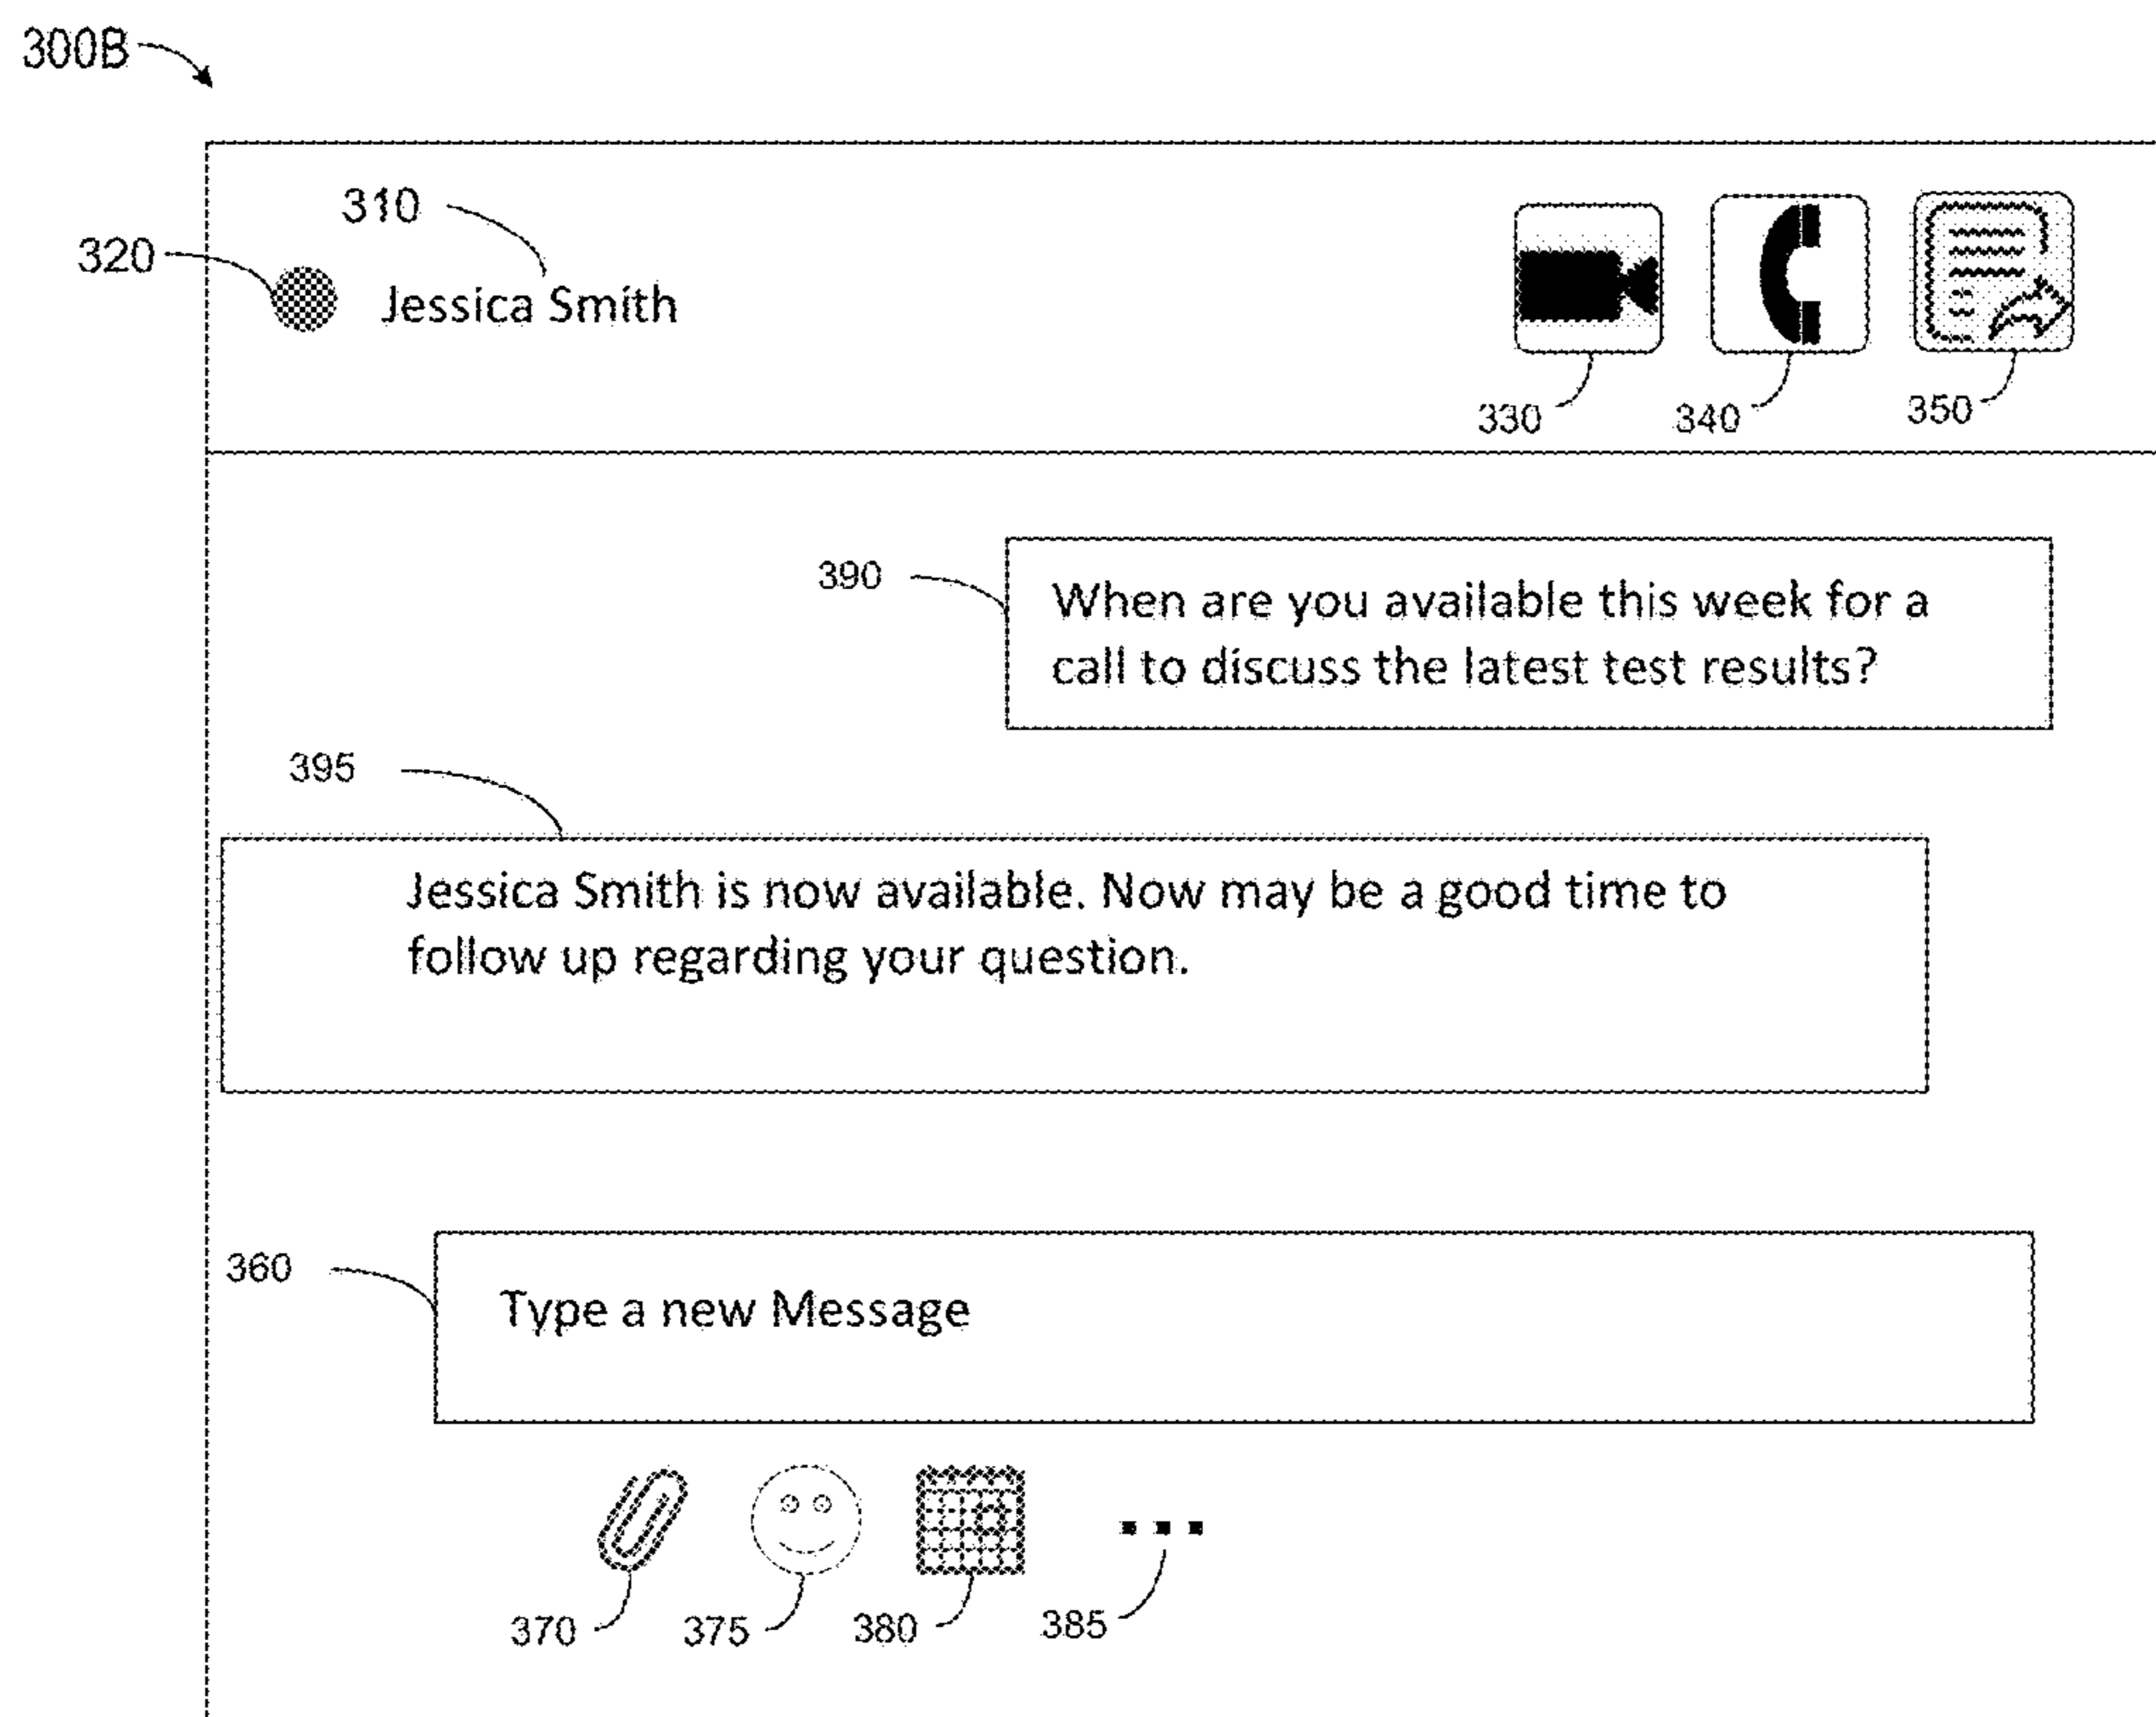 300B
310
320
Jessica Smith
330
340
350
390
When are you available this week for a
call to discuss the latest test results?
395
Jessica Smith is now available. Now may be a good time to
follow up regarding your question.
360
Type a new Message
370
375
380
385